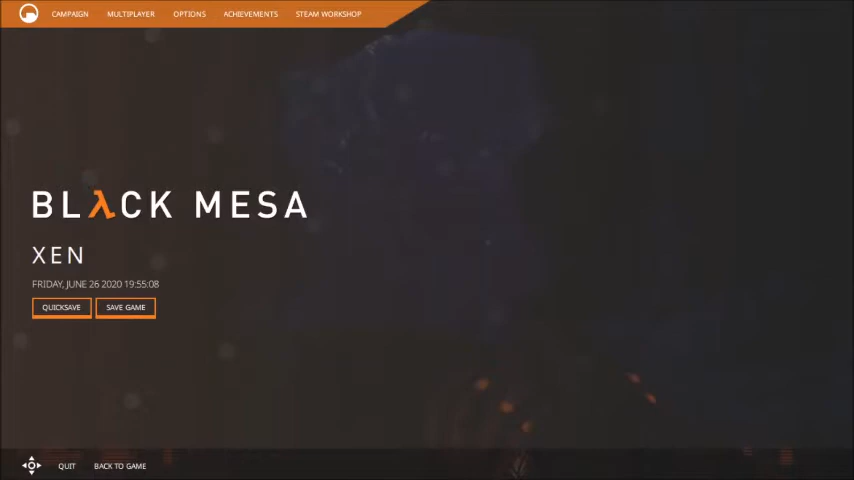 CAMPAIGN MULTIPLAYER OPTIONS ACHIEVEMENTS STEAM WORKSHOP
BLλCK MESA
XEN
FRIDAY, JUNE 26 2020 19:55:08
QUICKSAVE SAVE GAME
QUIT BACK TO GAME